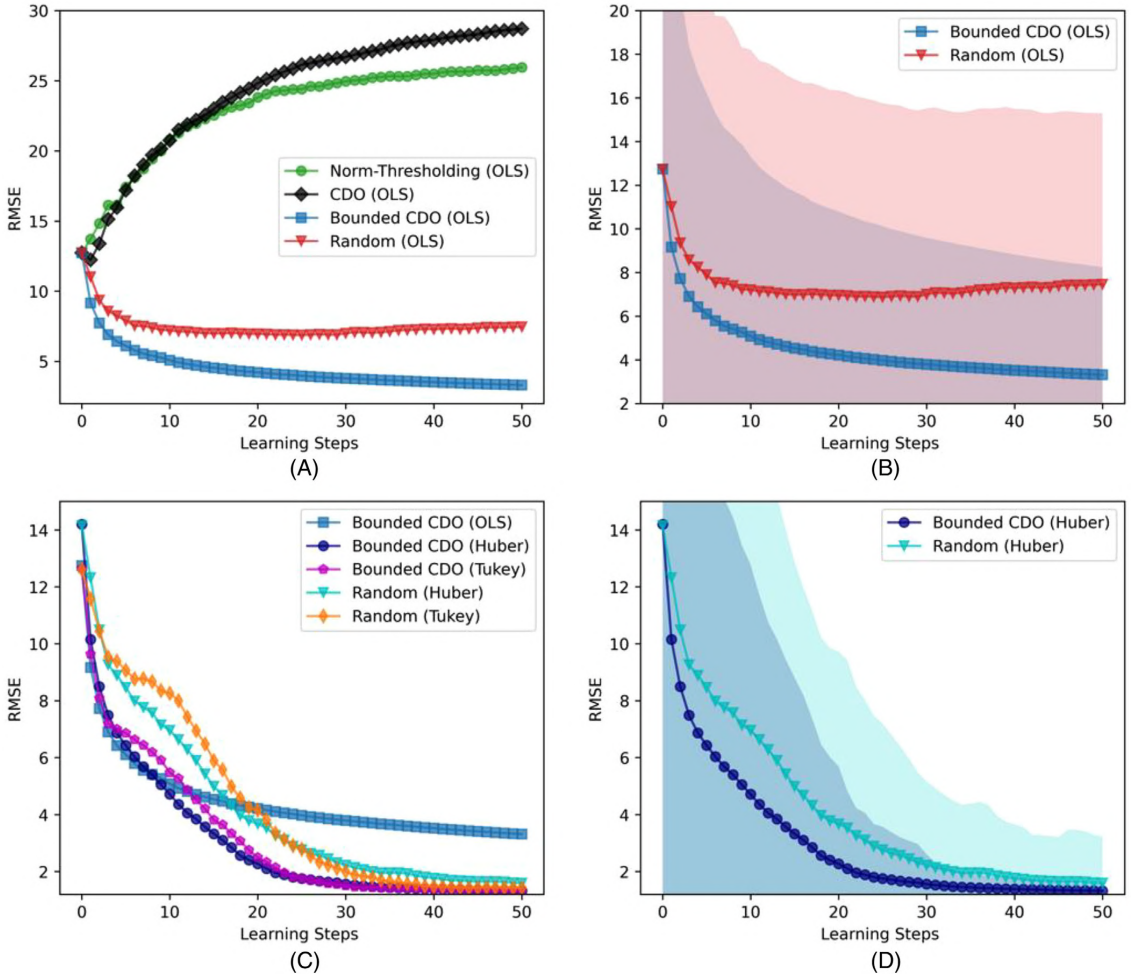 30
25
20
15
10
5
RMSE
Norm-Thresholding (OLS)
CDO (OLS)
Bounded CDO (OLS)
Random (OLS)
0 10 20 30 40 50
Learning Steps
(A)
20
18
16
14
12
10
8
6
4
2
RMSE
Bounded CDO (OLS)
Random (OLS)
0 10 20 30 40 50
Learning Steps
(B)
14
12
10
8
6
4
2
RMSE
Bounded CDO (OLS)
Bounded CDO (Huber)
Bounded CDO (Tukey)
Random (Huber)
Random (Tukey)
0 10 20 30 40 50
Learning Steps
(C)
14
12
10
8
6
4
2
RMSE
Bounded CDO (Huber)
Random (Huber)
0 10 20 30 40 50
Learning Steps
(D)